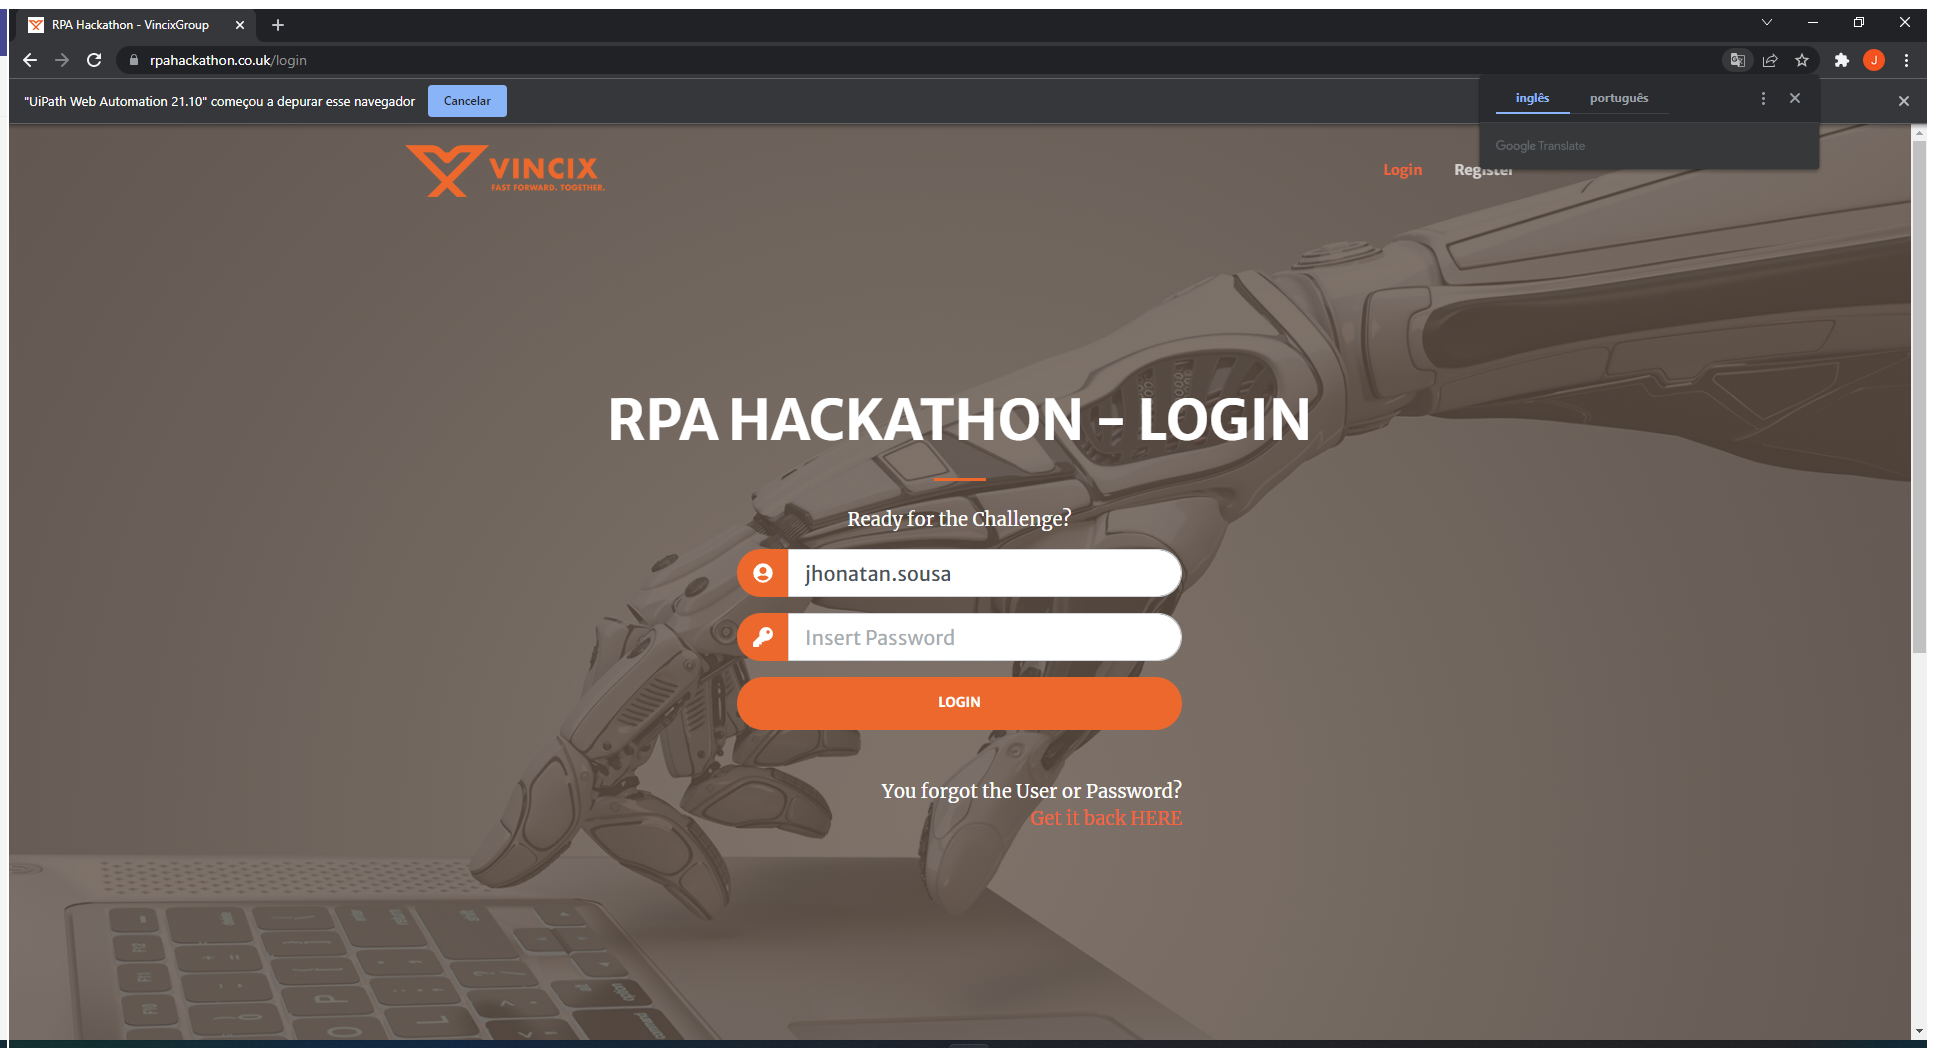 RPA Hackathon - VincixGroup
rpahackathon.co.uk/login
"UiPath Web Automation 21.10" começou a depurar esse navegador
Cancelar
inglês
português
Google Translate
J
VINCIX
FAST FORWARD. TOGETHER.
Login
Register
RPA HACKATHON - LOGIN
Ready for the Challenge?
jhonatan.sousa
Insert Password
LOGIN
You forgot the User or Password?
Get it back HERE